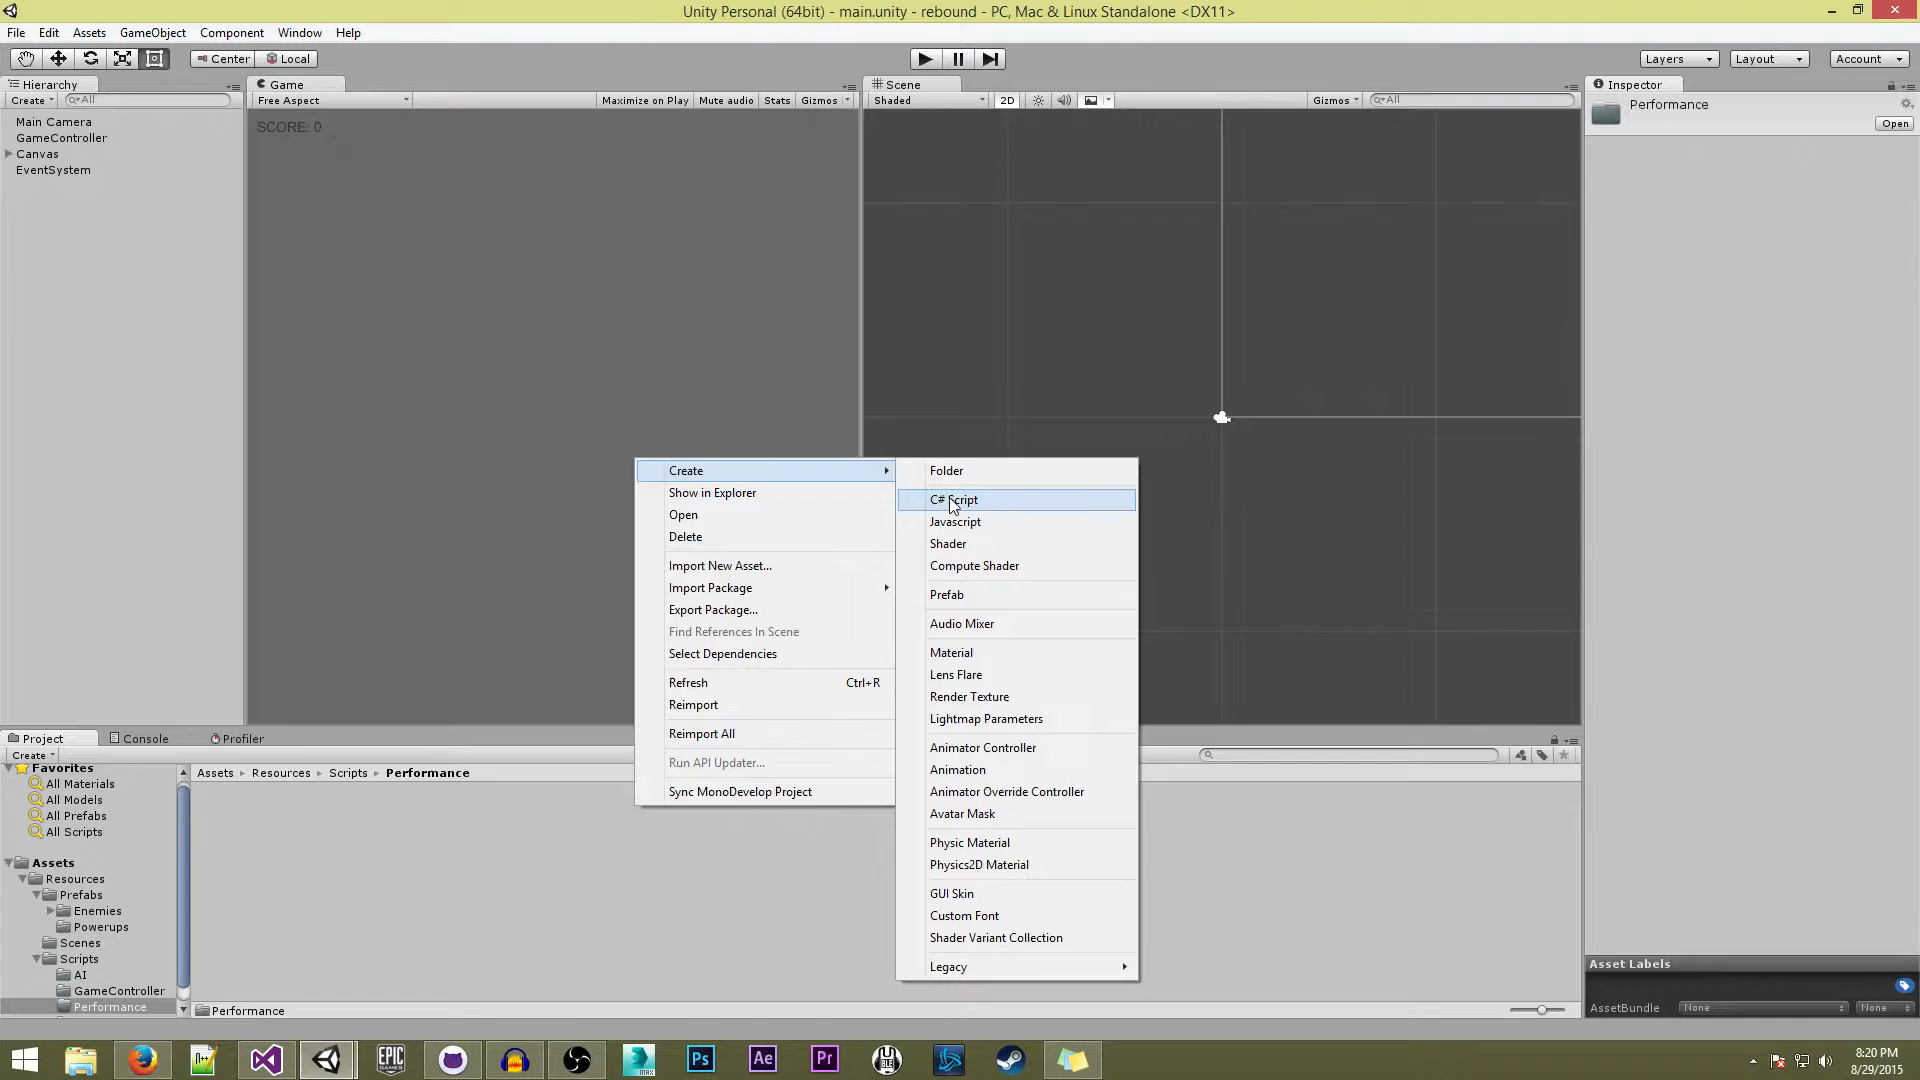 Unity Personal (64bit) - main.unity - rebound - PC, Mac & Linux Standalone <DX11>
File Edit Assets GameObject Component Window Help
Center Local
Layers Layout Account
Hierarchy
Create All
Main Camera
GameController
Canvas
EventSystem
Game
Free Aspect Maximize on Play Mute audio Stats Gizmos
SCORE: 0
Scene
Shaded 2D Gizmos All
Inspector
Performance
Open
Create
Show in Explorer
Open
Delete
Import New Asset...
Import Package
Export Package...
Find References In Scene
Select Dependencies
Refresh Ctrl+R
Reimport
Reimport All
Run API Updater...
Sync MonoDevelop Project
Folder
C# Script
Javascript
Shader
Compute Shader
Prefab
Audio Mixer
Material
Lens Flare
Render Texture
Lightmap Parameters
Animator Controller
Animation
Animator Override Controller
Avatar Mask
Physic Material
Physics2D Material
GUI Skin
Custom Font
Shader Variant Collection
Legacy
Project Console Profiler
Create
Favorites
All Materials
All Models
All Prefabs
All Scripts
Assets
Resources
Prefabs
Enemies
Powerups
Scenes
Scripts
AI
GameController
Performance
Assets Resources Scripts Performance
Performance
Asset Labels
AssetBundle None None
EPIC GAMES
MAX
Ps
Ae
Pr
8:20 PM
8/29/2015